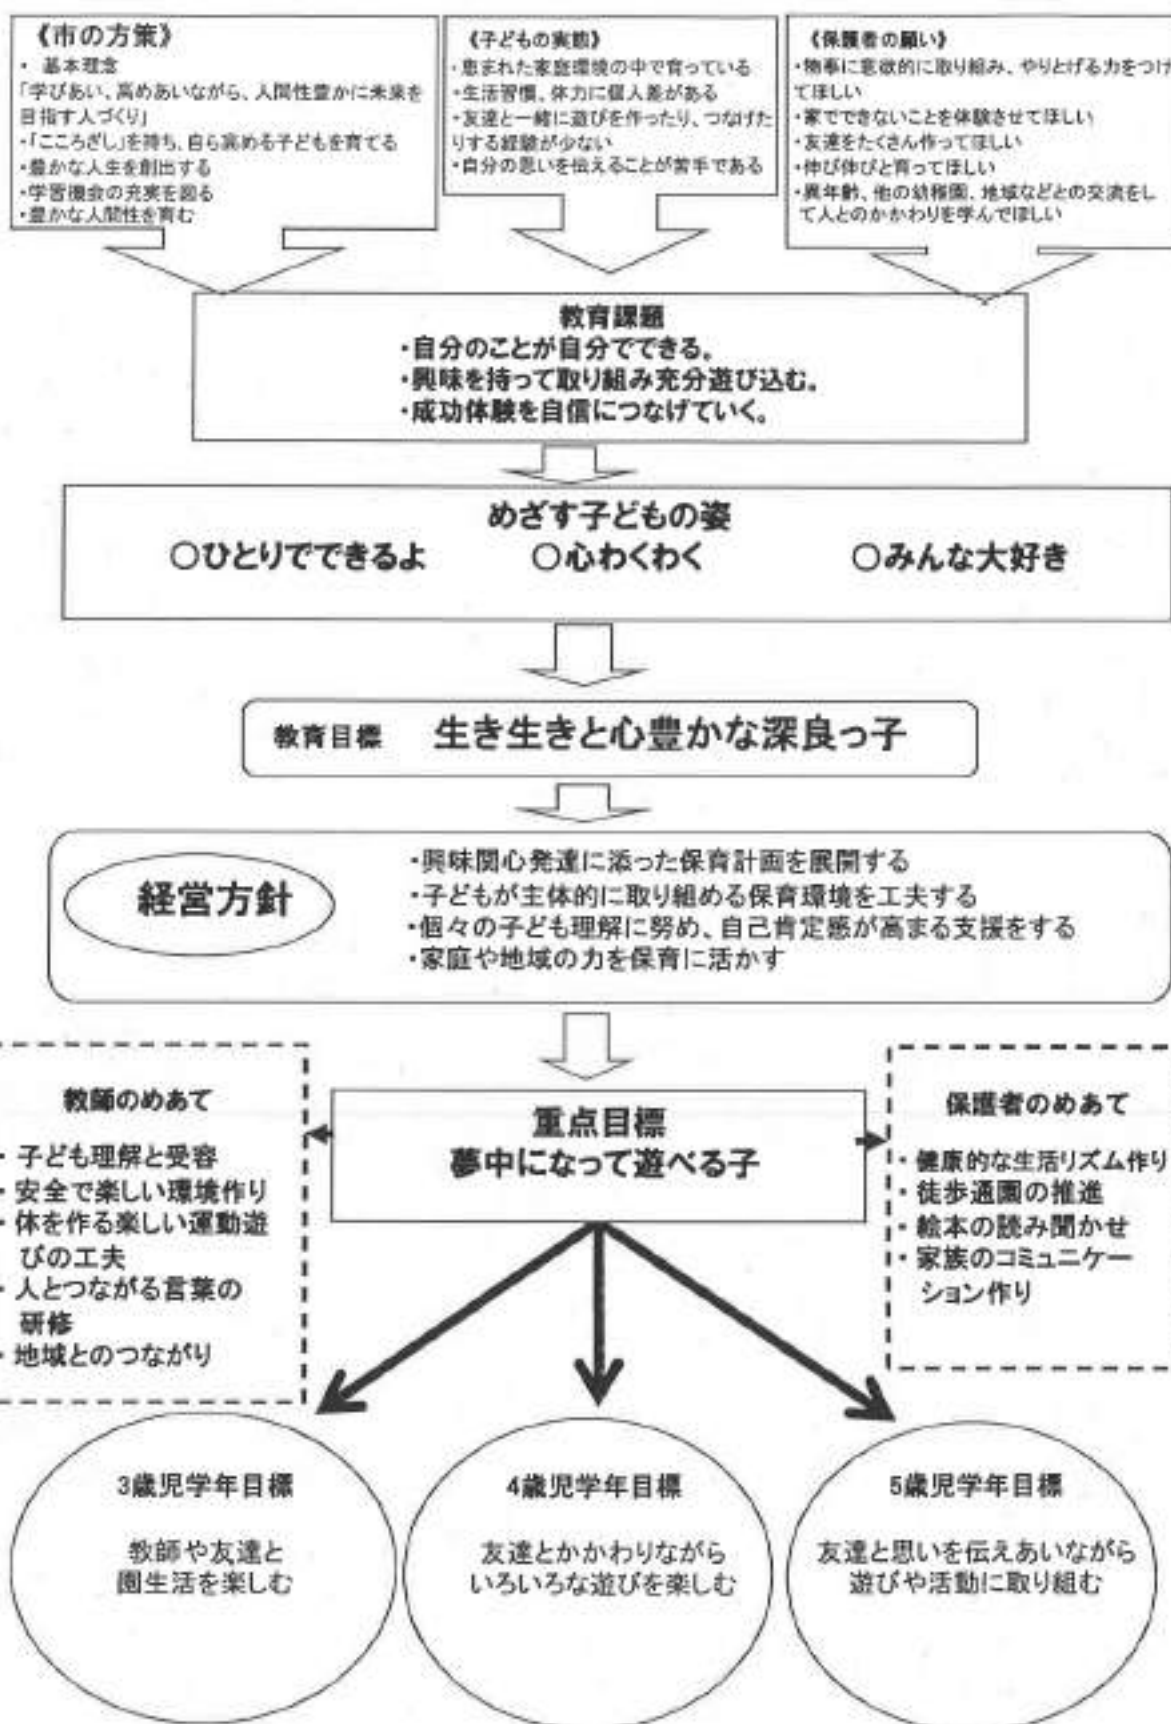 《市の方策》
・ 基本理念
「学びあい、高めあいながら、人間性豊かに未来を
目指す人づくり」
・「こころざし」を持ち、自ら高める子どもを育てる
・豊かな人生を創出する
・学習機会の充実を図る
・豊かな人間性を育む
《子どもの実態》
・恵まれた家庭環境の中で育っている
・生活習慣、体力に個人差がある
・友達と一緒に遊びを作ったり、つなげた
りする経験が少ない
・自分の思いを伝えることが苦手である
《保護者の願い》
・物事に意欲的に取り組み、やりとげる力をつけ
てほしい
・家でできないことを体験させてほしい
・友達をたくさん作ってほしい
・伸び伸びと育ってほしい
・異年齢、他の幼稚園、地域などとの交流をし
て人とのかかわりを学んでほしい
教育課題
・自分のことが自分でできる。
・興味を持って取り組み充分遊び込む。
・成功体験を自信につなげていく。
めざす子どもの姿
○ひとりでできるよ ○心わくわく ○みんな大好き
教育目標 生き生きと心豊かな深良っ子
経営方針
・興味関心発達に添った保育計画を展開する
・子どもが主体的に取り組める保育環境を工夫する
・個々の子ども理解に努め、自己肯定感が高まる支援をする
・家庭や地域の力を保育に活かす
教師のめあて
・ 子ども理解と受容
・ 安全で楽しい環境作り
・ 体を作る楽しい運動遊
びの工夫
・ 人とつながる言葉の
研修
・ 地域とのつながり
重点目標
夢中になって遊べる子
保護者のめあて
・ 健康的な生活リズム作り
・ 徒歩通園の推進
・ 絵本の読み聞かせ
・ 家族のコミュニケー
ション作り
3歳児学年目標
教師や友達と
園生活を楽しむ
4歳児学年目標
友達とかかわりながら
いろいろな遊びを楽しむ
5歳児学年目標
友達と思いを伝えあいながら
遊びや活動に取り組む